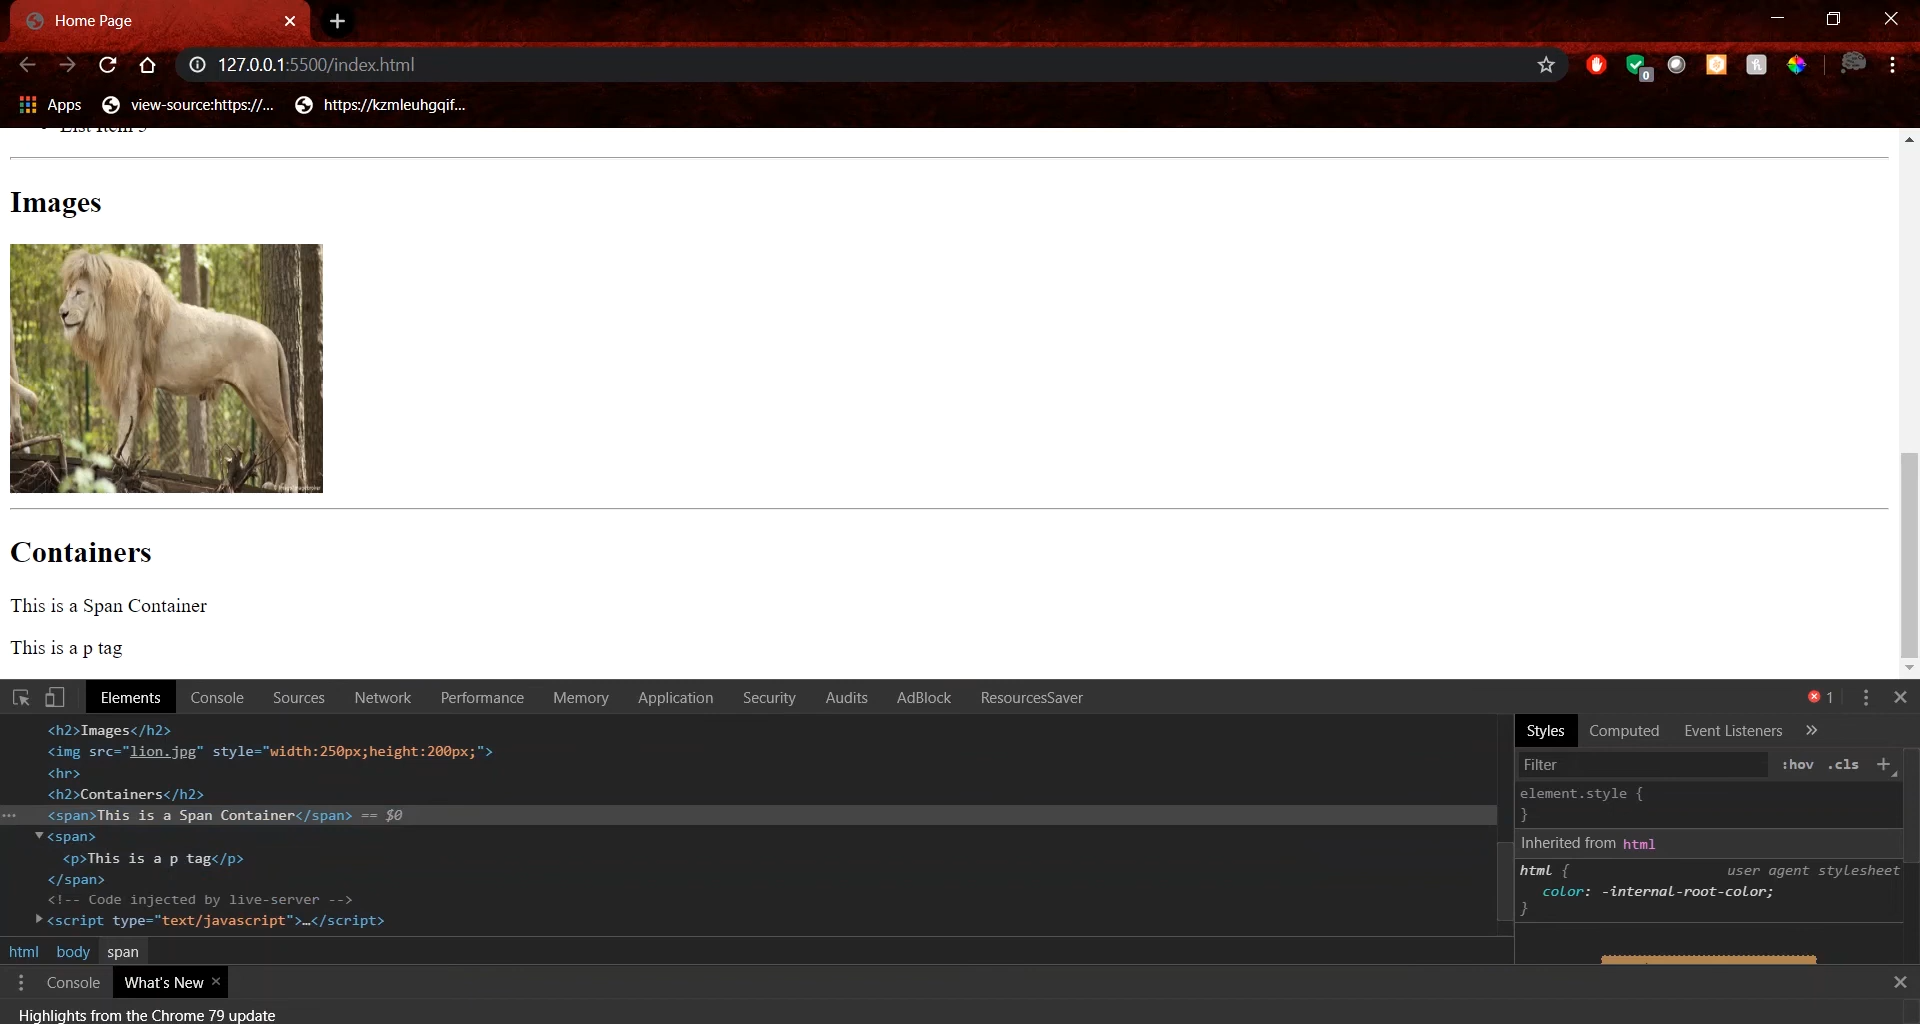 Home Page
127.0.0.1:5500/index.html
0
Apps view-source:https://... https://kzmleuhgqif...
List Item 5
Images
Containers
This is a Span Container
This is a p tag
Elements Console Sources Network Performance Memory Application Security Audits AdBlock ResourcesSaver 1
<h2>Images</h2>
<img src="lion.jpg" style="width:250px;height:200px;">
<hr>
<h2>Containers</h2>
<span>This is a Span Container</span> == $0
<span>
<p>This is a p tag</p>
</span>
<!-- Code injected by live-server -->
<script type="text/javascript">…</script>
html body span
Styles Computed Event Listeners »
Filter :hov .cls +
element.style {
}
Inherited from html
html { user agent stylesheet
color: -internal-root-color;
}
Console What's New
Highlights from the Chrome 79 update